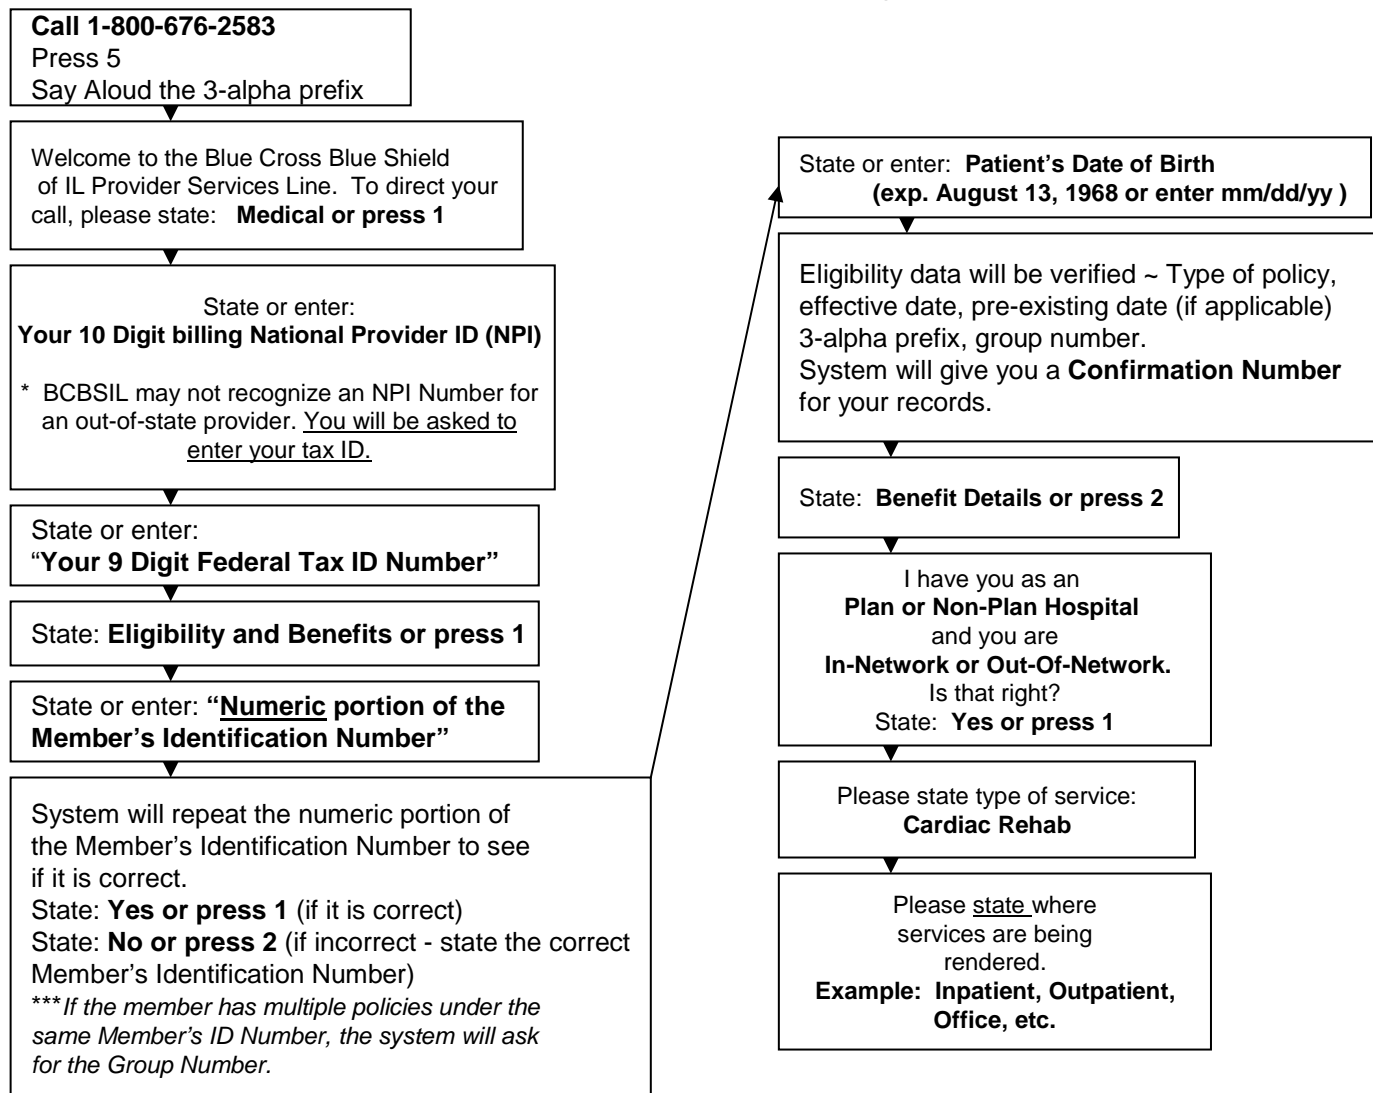 Call 1-800-676-2583
Press 5
Say Aloud the 3-alpha prefix
Welcome to the Blue Cross Blue Shield
of IL Provider Services Line.  To direct your
call, please state:   Medical or press 1
State or enter:
Your 10 Digit billing National Provider ID (NPI)
*  BCBSIL may not recognize an NPI Number for
an out-of-state provider. You will be asked to
enter your tax ID.
State or enter:
“Your 9 Digit Federal Tax ID Number”
State: Eligibility and Benefits or press 1
State or enter: “Numeric portion of the
Member’s Identification Number”
System will repeat the numeric portion of
the Member’s Identification Number to see
if it is correct.
State: Yes or press 1 (if it is correct)
State: No or press 2 (if incorrect - state the correct
Member’s Identification Number)
***If the member has multiple policies under the
same Member’s ID Number, the system will ask
for the Group Number.
State or enter:  Patient’s Date of Birth
(exp. August 13, 1968 or enter mm/dd/yy )
Eligibility data will be verified ~ Type of policy,
effective date, pre-existing date (if applicable)
3-alpha prefix, group number.
System will give you a Confirmation Number
for your records.
State:  Benefit Details or press 2
I have you as an
Plan or Non-Plan Hospital
and you are
In-Network or Out-Of-Network.
Is that right?
State:  Yes or press 1
Please state type of service:
Cardiac Rehab
Please state where
services are being
rendered.
Example:  Inpatient, Outpatient,
Office, etc.